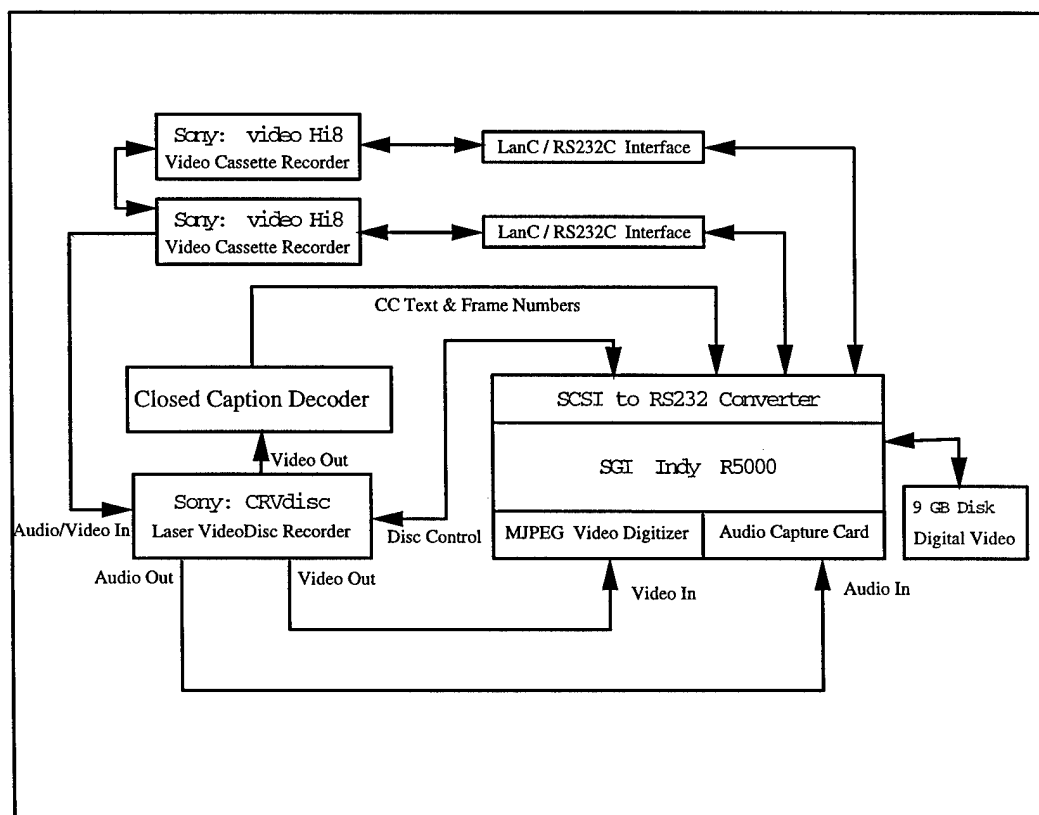 Sony: video Hi8
Video Cassette Recorder
LanC / RS232C Interface
Sony: video Hi8
Video Cassette Recorder
LanC / RS232C Interface
CC Text & Frame Numbers
Closed Caption Decoder
SCSI to RS232 Converter
Video Out
SGI Indy R5000
Sony: CRVdisc
Laser VideoDisc Recorder
Audio/Video In
Disc Control
MJPEG Video Digitizer
Audio Capture Card
9 GB Disk
Digital Video
Audio Out
Video Out
Video In
Audio In